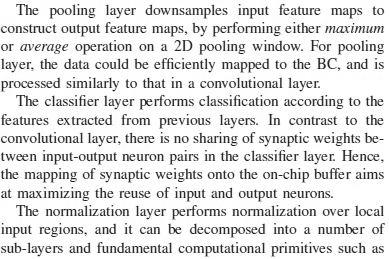 The pooling layer downsamples input feature maps to
construct output feature maps, by performing either maximum
or average operation on a 2D pooling window. For pooling
layer, the data could be efficiently mapped to the BC, and is
processed similarly to that in a convolutional layer.
The classifier layer performs classification according to the
features extracted from previous layers. In contrast to the
convolutional layer, there is no sharing of synaptic weights be-
tween input-output neuron pairs in the classifier layer. Hence,
the mapping of synaptic weights onto the on-chip buffer aims
at maximizing the reuse of input and output neurons.
The normalization layer performs normalization over local
input regions, and it can be decomposed into a number of
sub-layers and fundamental computational primitives such as